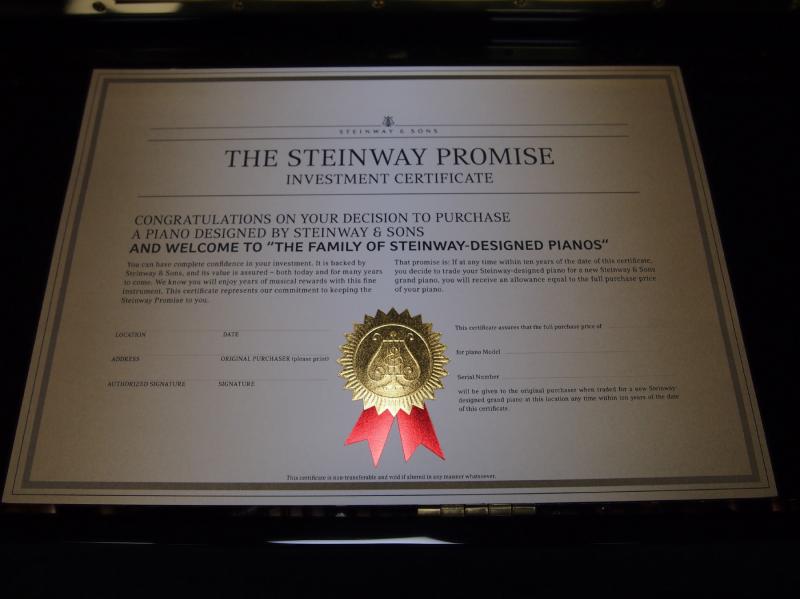 STEINWAY & SONS
THE STEINWAY PROMISE
INVESTMENT CERTIFICATE
CONGRATULATIONS ON YOUR DECISION TO PURCHASE
A PIANO DESIGNED BY STEINWAY & SONS
AND WELCOME TO "THE FAMILY OF STEINWAY-DESIGNED PIANOS"
You can have complete confidence in your investment. It is backed by
Steinway & Sons, and its value is assured – both today and for many years
to come. We know you will enjoy years of musical rewards with this fine
instrument. This certificate represents our commitment to keeping the
Steinway Promise to you.
That promise is: If at any time within ten years of the date of this certificate,
you decide to trade your Steinway-designed piano for a new Steinway & Sons
grand piano, you will receive an allowance equal to the full purchase price
of your piano.
LOCATION
DATE
ADDRESS
ORIGINAL PURCHASER (please print)
AUTHORIZED SIGNATURE
SIGNATURE
This certificate assures that the full purchase price of
for piano Model
Serial Number
will be given to the original purchaser when traded for a new Steinway-
designed grand piano at this location any time within ten years of the date
of this certificate.
This certificate is non-transferable and void if altered in any manner whatsoever.